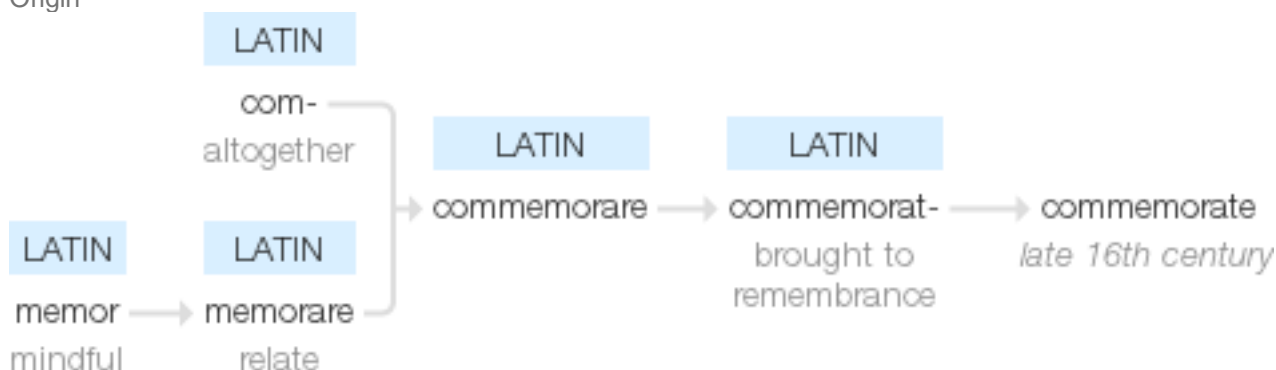 Origin
LATIN
com-
altogether
LATIN
memor
mindful
LATIN
memorare
relate
LATIN
commemorare
LATIN
commemorat-
brought to
remembrance
commemorate
late 16th century